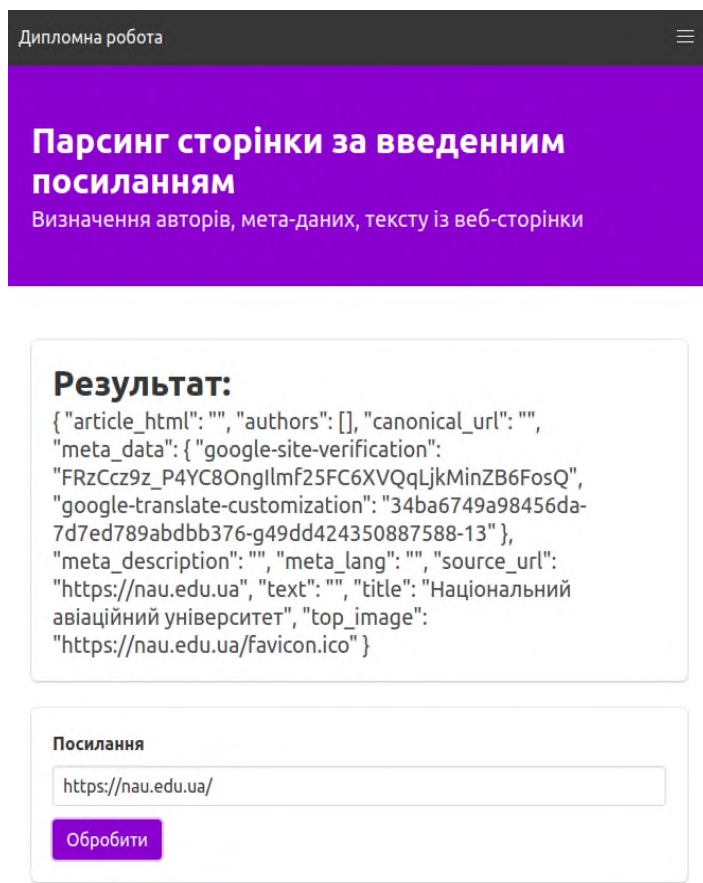 Дипломна робота
Парсинг сторінки за введенним
посиланням
Визначення авторів, мета-даних, тексту із веб-сторінки
Результат:
{ "article_html": "", "authors": [], "canonical_url": "",
"meta_data": { "google-site-verification":
"FRzCcz9z_P4YC8OngIlmf25FC6XVQqLjkMinZB6FosQ",
"google-translate-customization": "34ba6749a98456da-
7d7ed789abdbb376-g49dd424350887588-13" },
"meta_description": "", "meta_lang": "", "source_url":
"https://nau.edu.ua", "text": "", "title": "Національний
авіаційний університет", "top_image":
"https://nau.edu.ua/favicon.ico" }
Посилання
https://nau.edu.ua/
Обробити